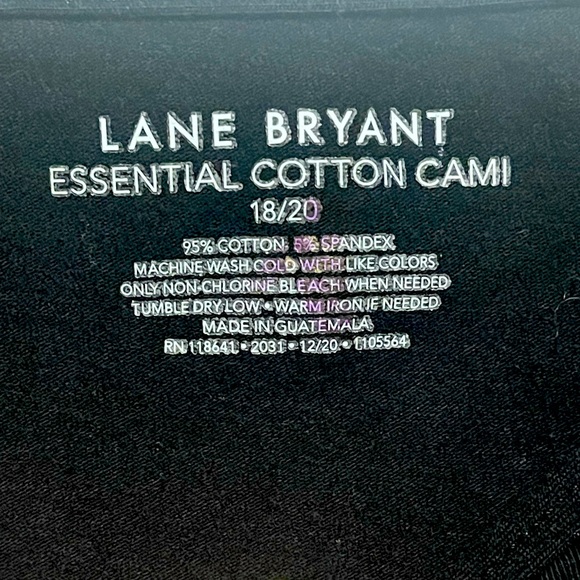 LANE BRYANT
ESSENTIAL COTTON CAMI
18/20
95% COTTON 5% SPANDEX
MACHINE WASH COLD WITH LIKE COLORS
ONLY NON CHLORINE BLEACH WHEN NEEDED
TUMBLE DRY LOW • WARM IRON IF NEEDED
MADE IN GUATEMALA
RN 118641 • 2031 • 12/20 • 1105564